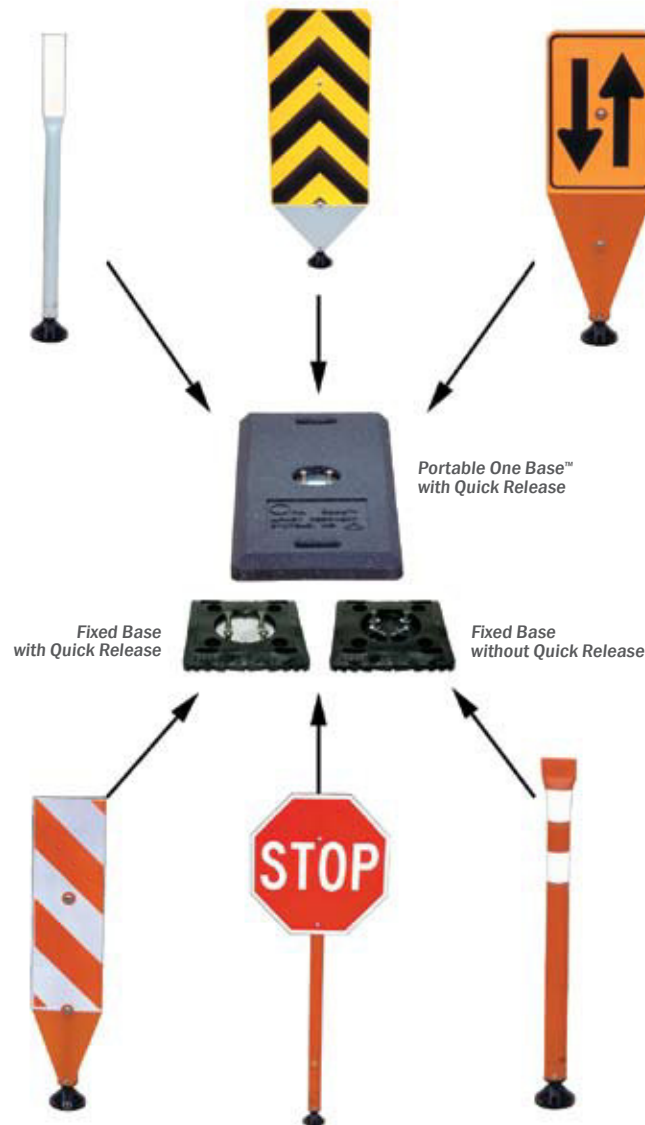 Portable One Base™
with Quick Release
Fixed Base
with Quick Release
Fixed Base
without Quick Release
STOP